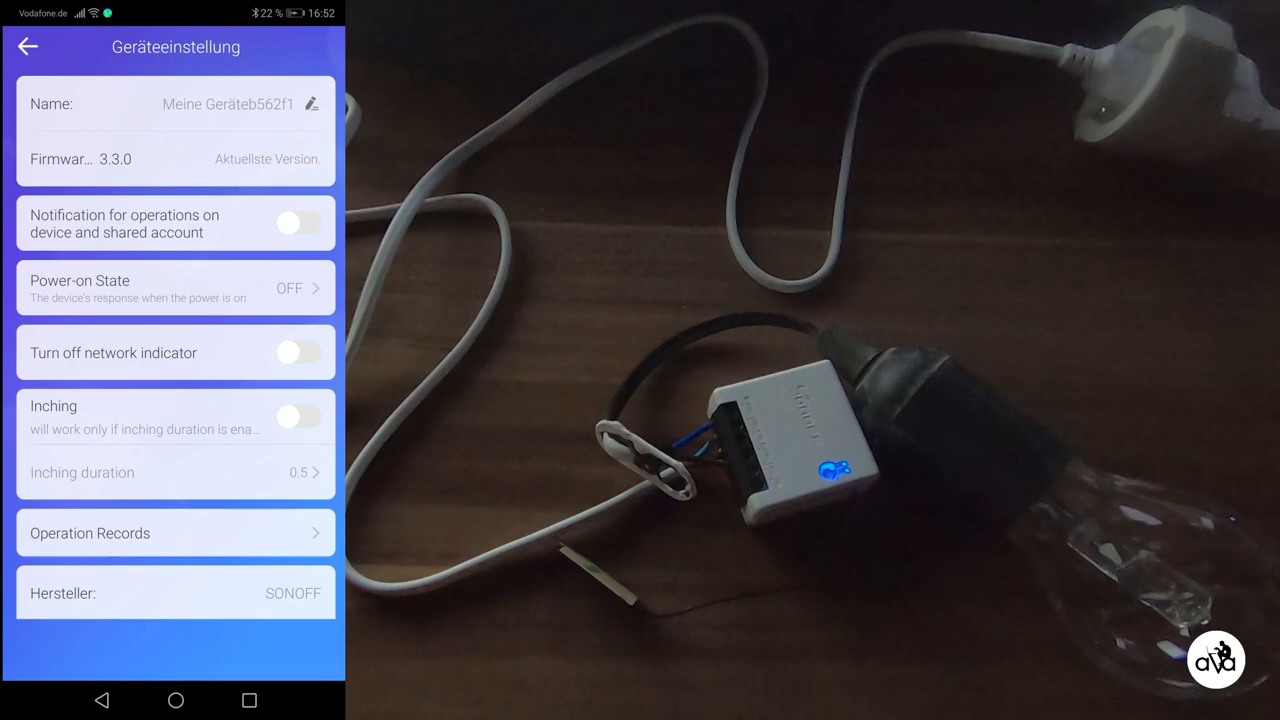 Vodafone.de
22 %
16:52
Geräteeinstellung
Name:
Meine Geräteb562f1
Firmwar... 3.3.0
Aktuellste Version.
Notification for operations on
device and shared account
Power-on State
OFF
The device's response when the power is on
Turn off network indicator
Inching
will work only if inching duration is ena...
Inching duration
0.5
Operation Records
Hersteller:
SONOFF
SONOFF
ava